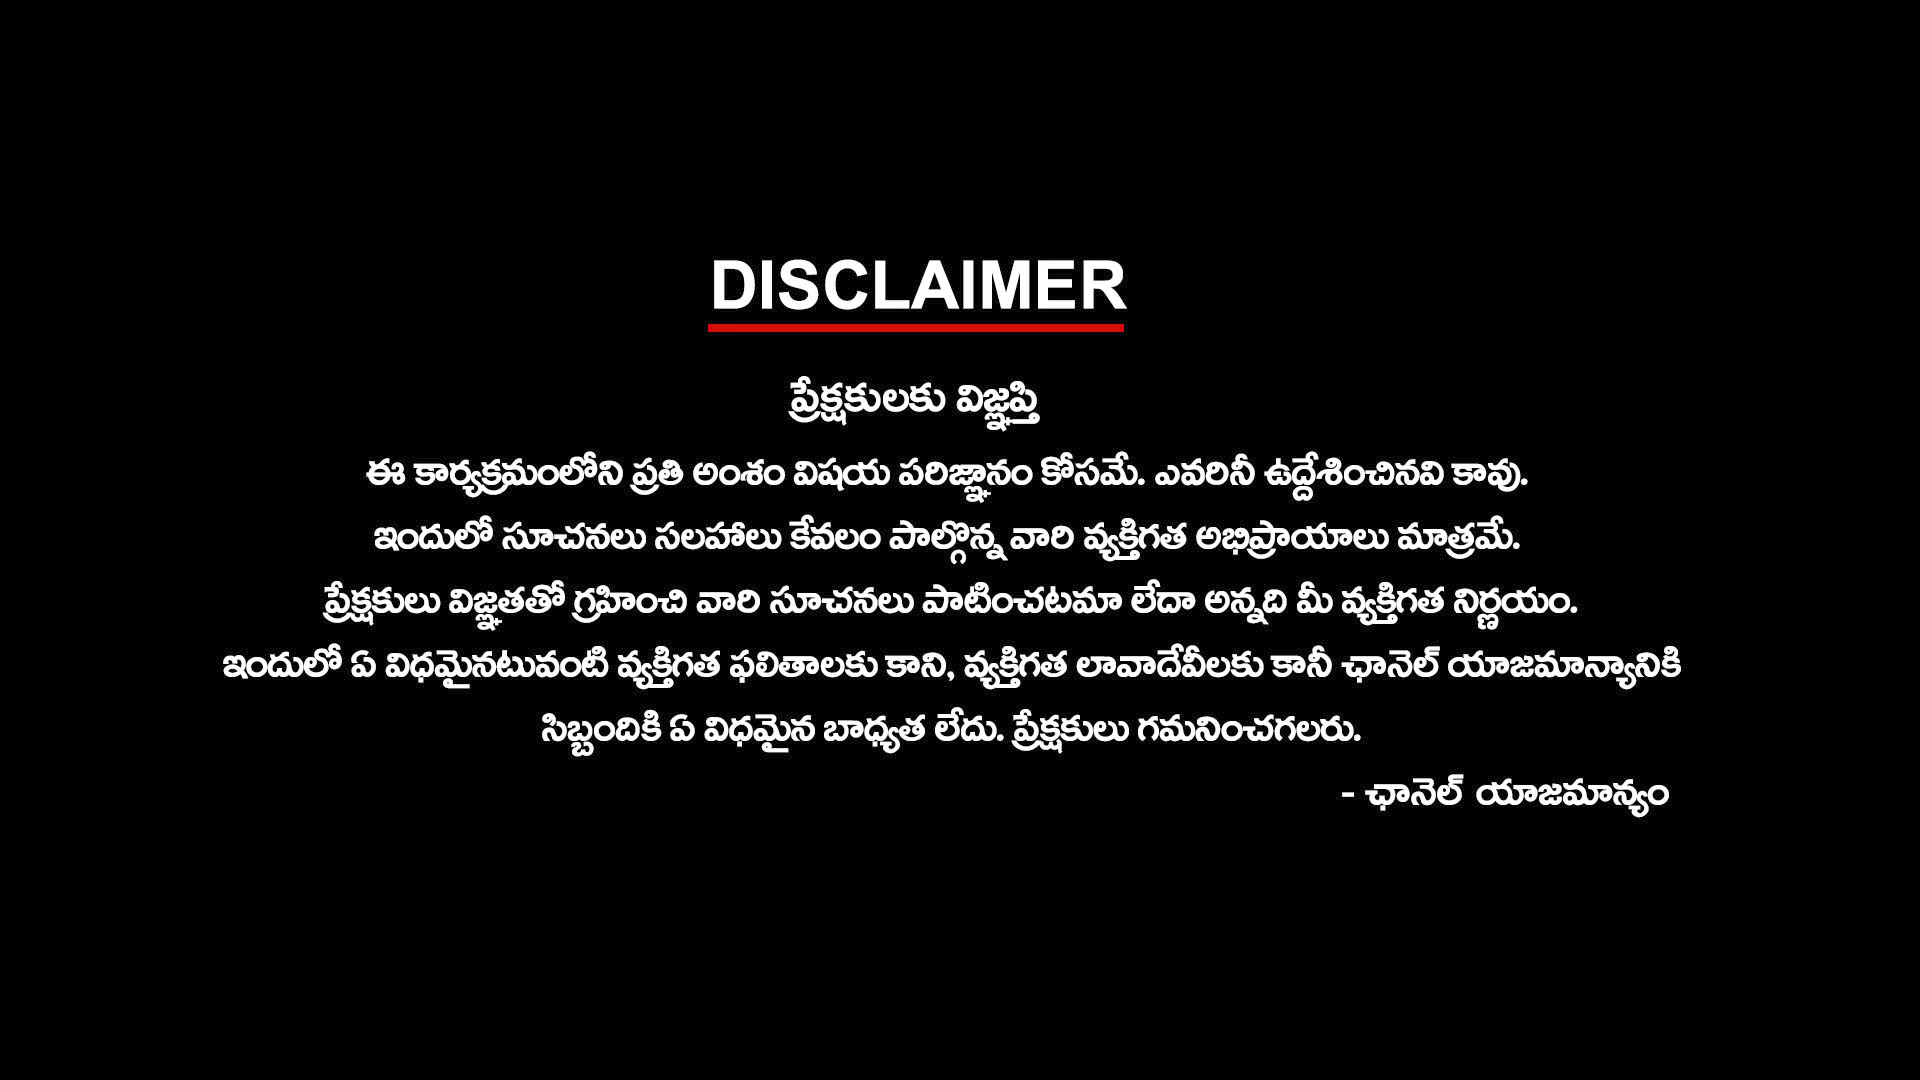 DISCLAIMER
ప్రేక్షకులకు విజ్ఞప్తి
ఈ కార్యక్రమంలోని ప్రతి అంశం విషయ పరిజ్ఞానం కోసమే. ఎవరినీ ఉద్దేశించినవి కావు.
ఇందులో సూచనలు సలహాలు కేవలం పాల్గొన్న వారి వ్యక్తిగత అభిప్రాయాలు మాత్రమే.
ప్రేక్షకులు విజ్ఞతతో గ్రహించి వారి సూచనలు పాటించటమా లేదా అన్నది మీ వ్యక్తిగత నిర్ణయం.
ఇందులో ఏ విధమైనటువంటి వ్యక్తిగత ఫలితాలకు కాని, వ్యక్తిగత లావాదేవీలకు కానీ ఛానెల్ యాజమాన్యానికి
సిబ్బందికి ఏ విధమైన బాధ్యత లేదు. ప్రేక్షకులు గమనించగలరు.
- ఛానెల్ యాజమాన్యం